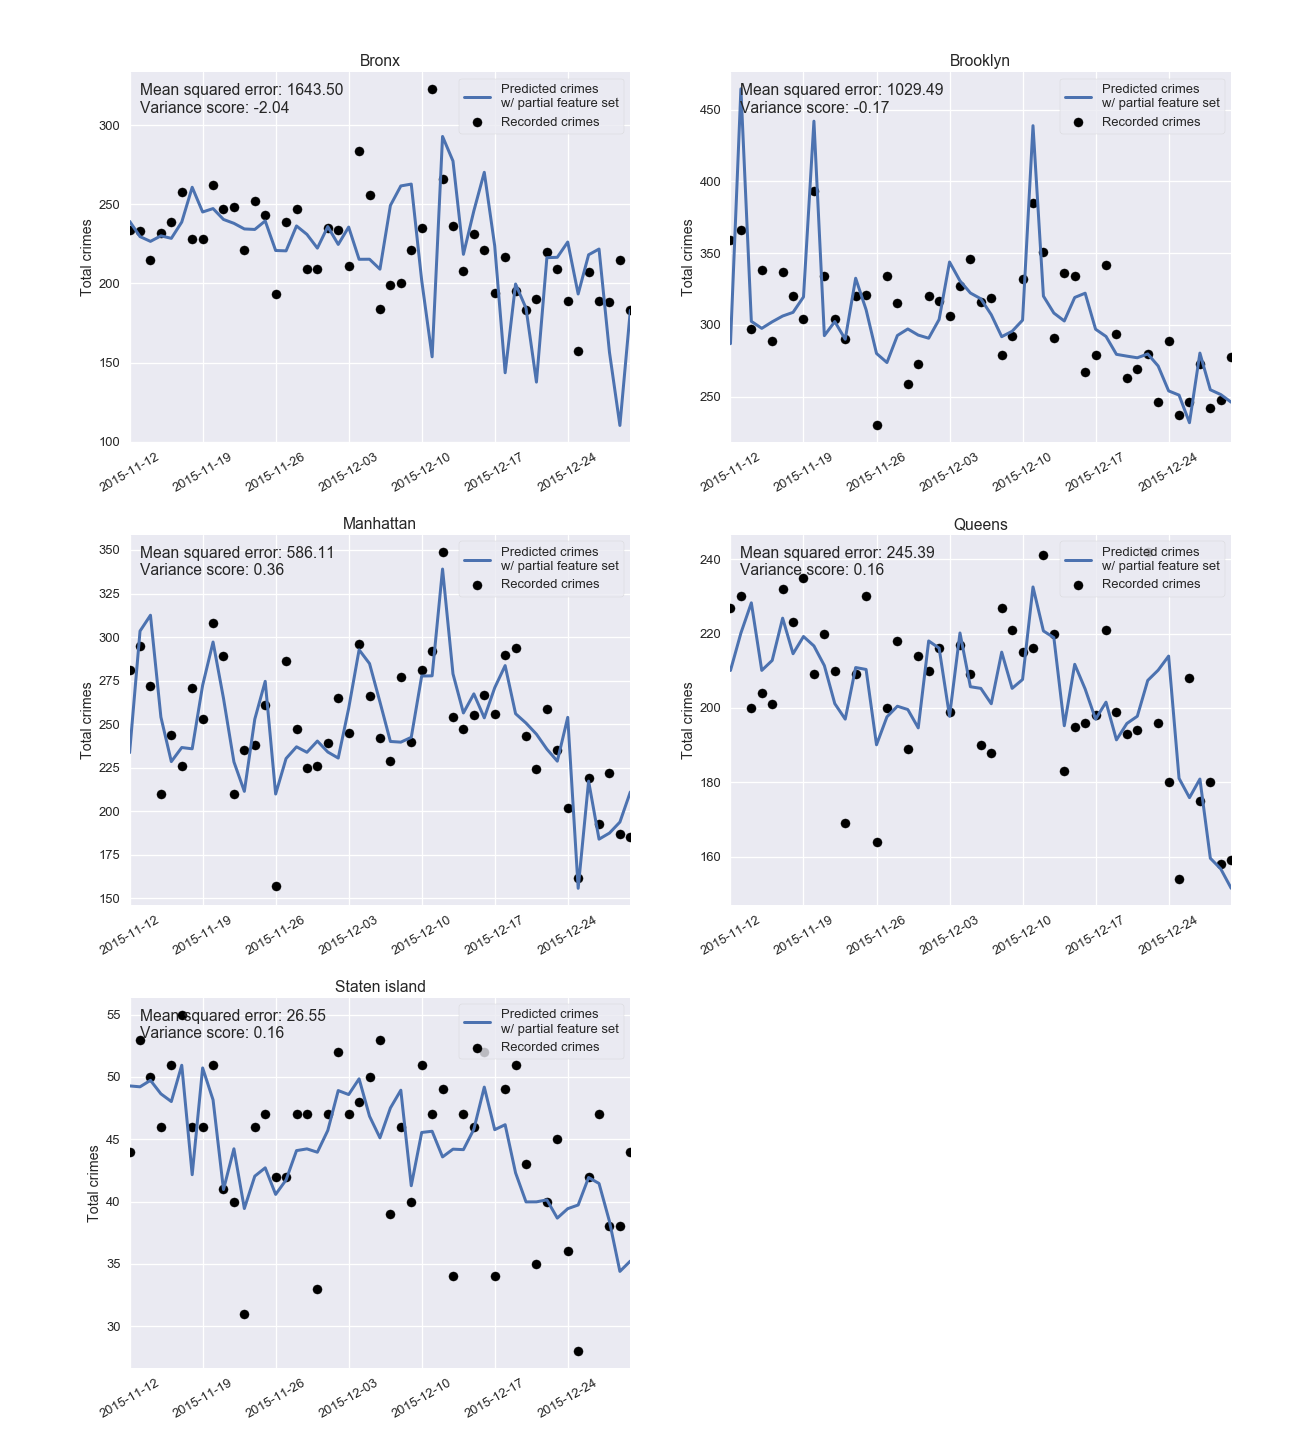 Bronx
Mean squared error: 1643.50
Variance score: -2.04
Predicted crimes
w/ partial feature set
Recorded crimes
Total crimes
300
250
200
150
100
2015-11-12
2015-11-19
2015-11-26
2015-12-03
2015-12-10
2015-12-17
2015-12-24
Brooklyn
Mean squared error: 1029.49
Variance score: -0.17
Predicted crimes
w/ partial feature set
Recorded crimes
Total crimes
450
400
350
300
250
2015-11-12
2015-11-19
2015-11-26
2015-12-03
2015-12-10
2015-12-17
2015-12-24
Manhattan
Mean squared error: 586.11
Variance score: 0.36
Predicted crimes
w/ partial feature set
Recorded crimes
Total crimes
350
325
300
275
250
225
200
175
150
2015-11-12
2015-11-19
2015-11-26
2015-12-03
2015-12-10
2015-12-17
2015-12-24
Queens
Mean squared error: 245.39
Variance score: 0.16
Predicted crimes
w/ partial feature set
Recorded crimes
Total crimes
240
220
200
180
160
2015-11-12
2015-11-19
2015-11-26
2015-12-03
2015-12-10
2015-12-17
2015-12-24
Staten island
Mean squared error: 26.55
Variance score: 0.16
Predicted crimes
w/ partial feature set
Recorded crimes
Total crimes
55
50
45
40
35
30
2015-11-12
2015-11-19
2015-11-26
2015-12-03
2015-12-10
2015-12-17
2015-12-24